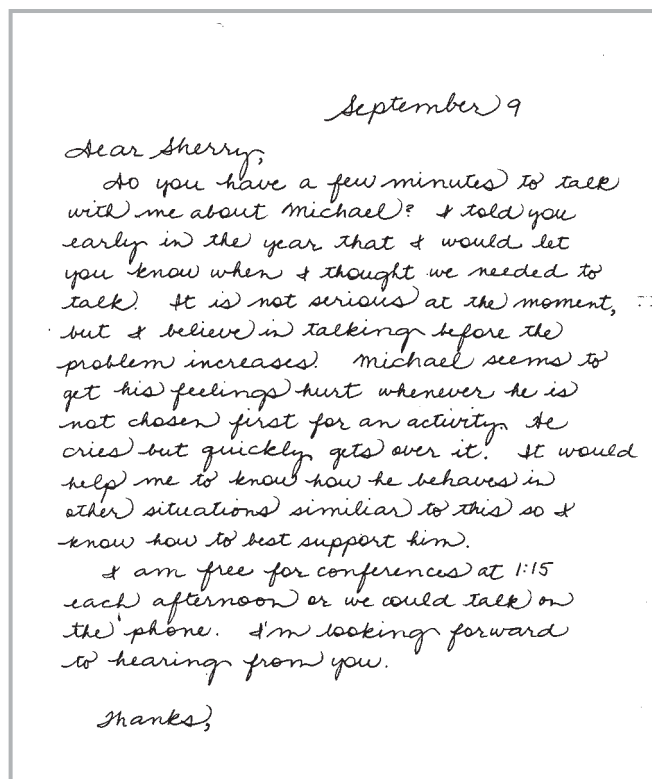 September 9
Dear Sherry,
Do you have a few minutes to talk
with me about Michael? I told you
early in the year that I would let
you know when I thought we needed to
talk. It is not serious at the moment,
but I believe in talking before the
problem increases. Michael seems to
get his feelings hurt whenever he is
not chosen first for an activity. He
cries but quickly gets over it. It would
help me to know how he behaves in
other situations similiar to this so I
know how to best support him.
I am free for conferences at 1:15
each afternoon or we could talk on
the phone. I'm looking forward
to hearing from you.
Thanks,